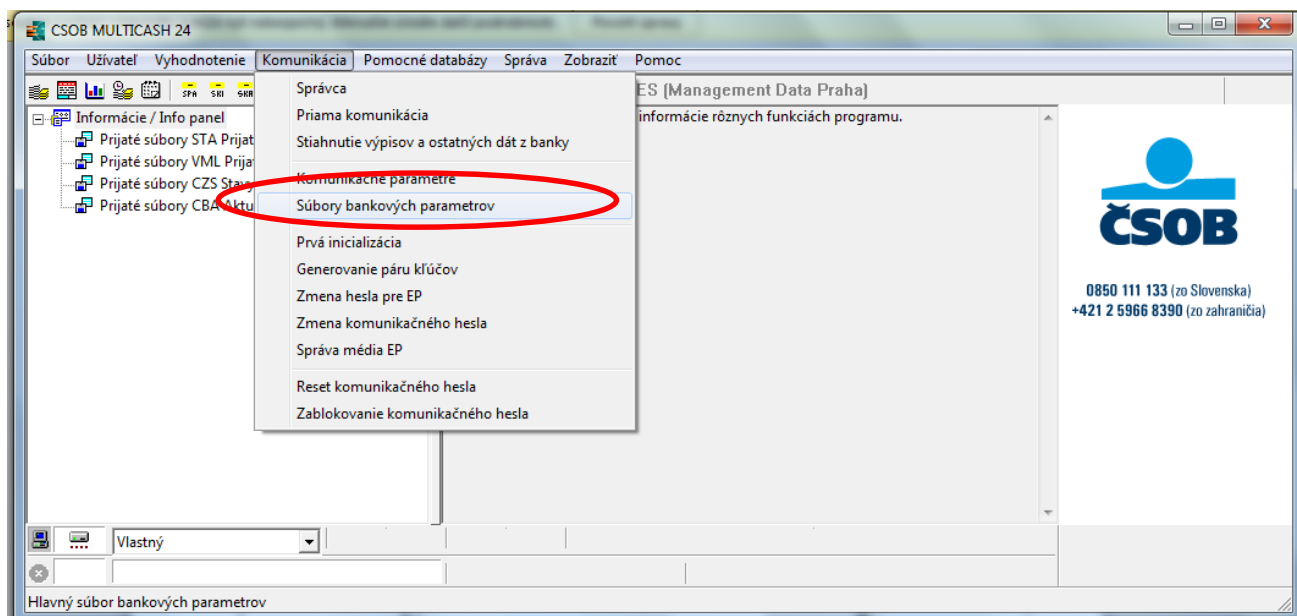 CSOB MULTICASH 24
Súbor Užívateľ Vyhodnotenie Komunikácia Pomocné databázy Správa Zobraziť Pomoc
SPA SKI SKR
ES (Management Data Praha)
Informácie / Info panel
Prijaté súbory STA Prijat
Prijaté súbory VML Prija
Prijaté súbory CZS Stavy
Prijaté súbory CBA Aktu
Správca
Priama komunikácia
Stiahnutie výpisov a ostatných dát z banky
Komunikačné parametre
Súbory bankových parametrov
Prvá inicializácia
Generovanie páru kľúčov
Zmena hesla pre EP
Zmena komunikačného hesla
Správa média EP
Reset komunikačného hesla
Zablokovanie komunikačného hesla
informácie rôznych funkciách programu.
ČSOB
0850 111 133 (zo Slovenska)
+421 2 5966 8390 (zo zahraničia)
Vlastný
Hlavný súbor bankových parametrov